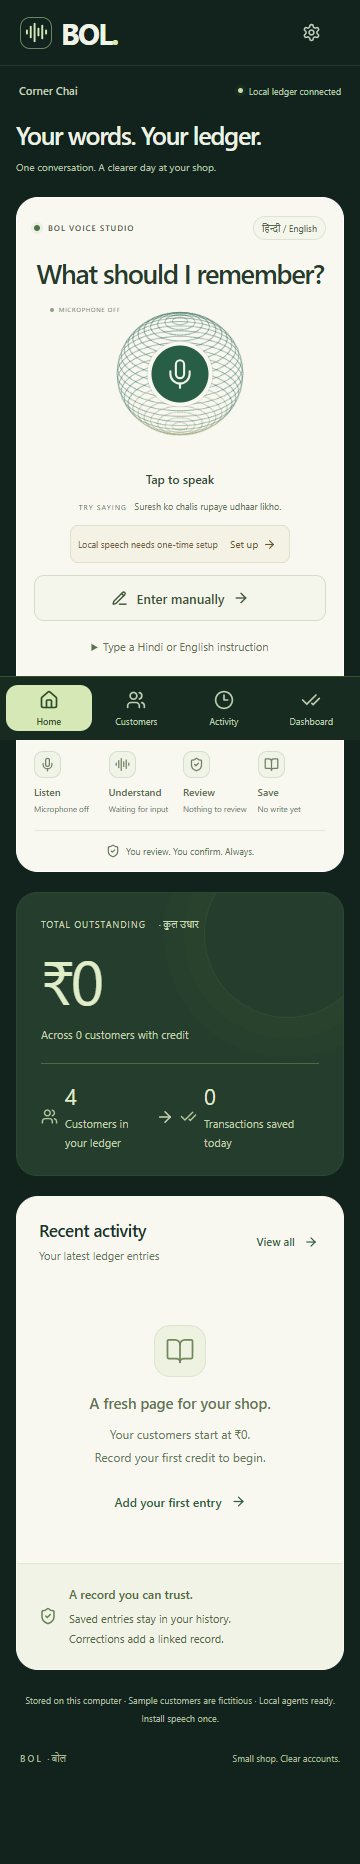 BOL.
Corner Chai
Local ledger connected
Your words. Your ledger.
One conversation. A clearer day at your shop.
BOL VOICE STUDIO
हिन्दी / English
What should I remember?
MICROPHONE OFF
Tap to speak
TRY SAYING Suresh ko chalis rupaye udhaar likho.
Local speech needs one-time setup Set up →
Enter manually →
▶ Type a Hindi or English instruction
Home Customers Activity Dashboard
Listen Understand Review Save
Microphone off Waiting for input Nothing to review No write yet
You review. You confirm. Always.
TOTAL OUTSTANDING · कुल उधार
₹0
Across 0 customers with credit
4
Customers in
your ledger
→
0
Transactions saved
today
Recent activity
View all →
Your latest ledger entries
A fresh page for your shop.
Your customers start at ₹0.
Record your first credit to begin.
Add your first entry →
A record you can trust.
Saved entries stay in your history.
Corrections add a linked record.
Stored on this computer · Sample customers are fictitious · Local agents ready.
Install speech once.
BOL · बोल
Small shop. Clear accounts.